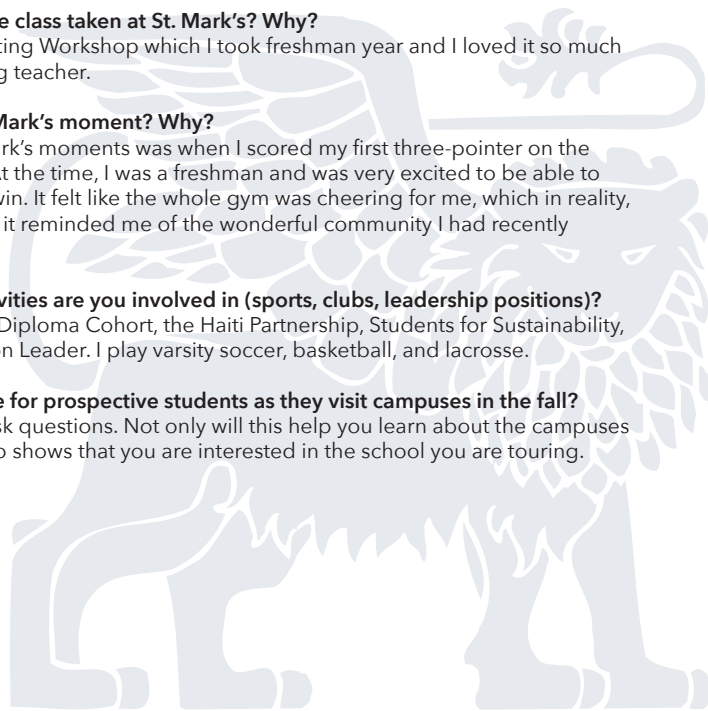 e class taken at St. Mark's? Why?
ting Workshop which I took freshman year and I loved it so much
g teacher.
Mark's moment? Why?
rk's moments was when I scored my first three-pointer on the
At the time, I was a freshman and was very excited to be able to
win. It felt like the whole gym was cheering for me, which in reality,
it reminded me of the wonderful community I had recently
vities are you involved in (sports, clubs, leadership positions)?
Diploma Cohort, the Haiti Partnership, Students for Sustainability,
on Leader. I play varsity soccer, basketball, and lacrosse.
e for prospective students as they visit campuses in the fall?
sk questions. Not only will this help you learn about the campuses
o shows that you are interested in the school you are touring.